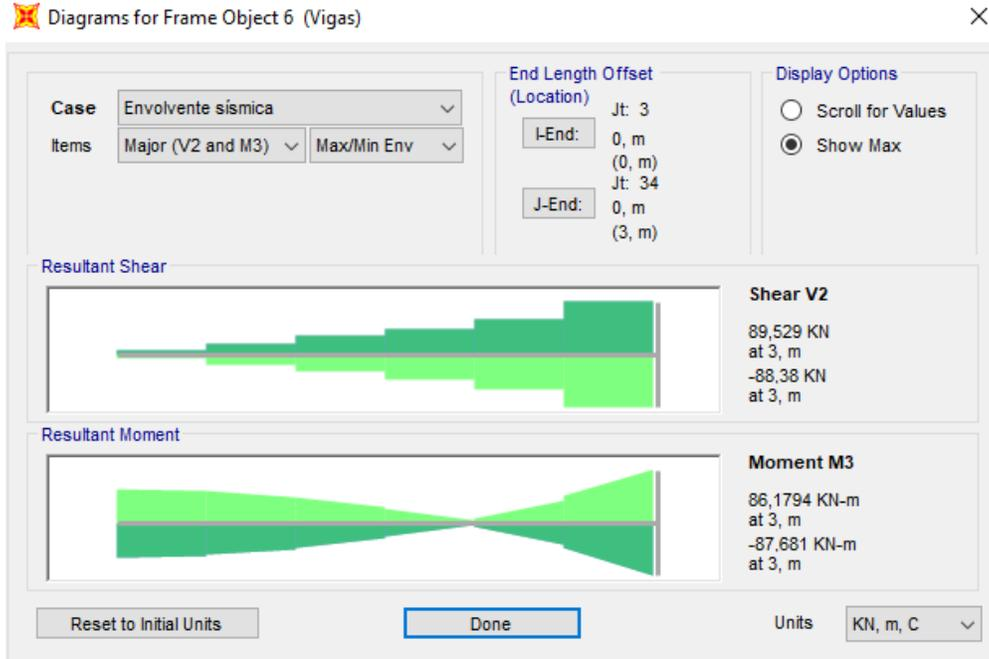 Diagrams for Frame Object 6 (Vigas)
Case
Envolvente sísmica
Items
Major (V2 and M3)
Max/Min Env
End Length Offset
(Location)
I-End:
Jt: 3
0, m
(0, m)
J-End:
Jt: 34
0, m
(3, m)
Display Options
Scroll for Values
Show Max
Resultant Shear
Shear V2
89,529 KN
at 3, m
-88,38 KN
at 3, m
Resultant Moment
Moment M3
86,1794 KN-m
at 3, m
-87,681 KN-m
at 3, m
Reset to Initial Units
Done
Units
KN, m, C